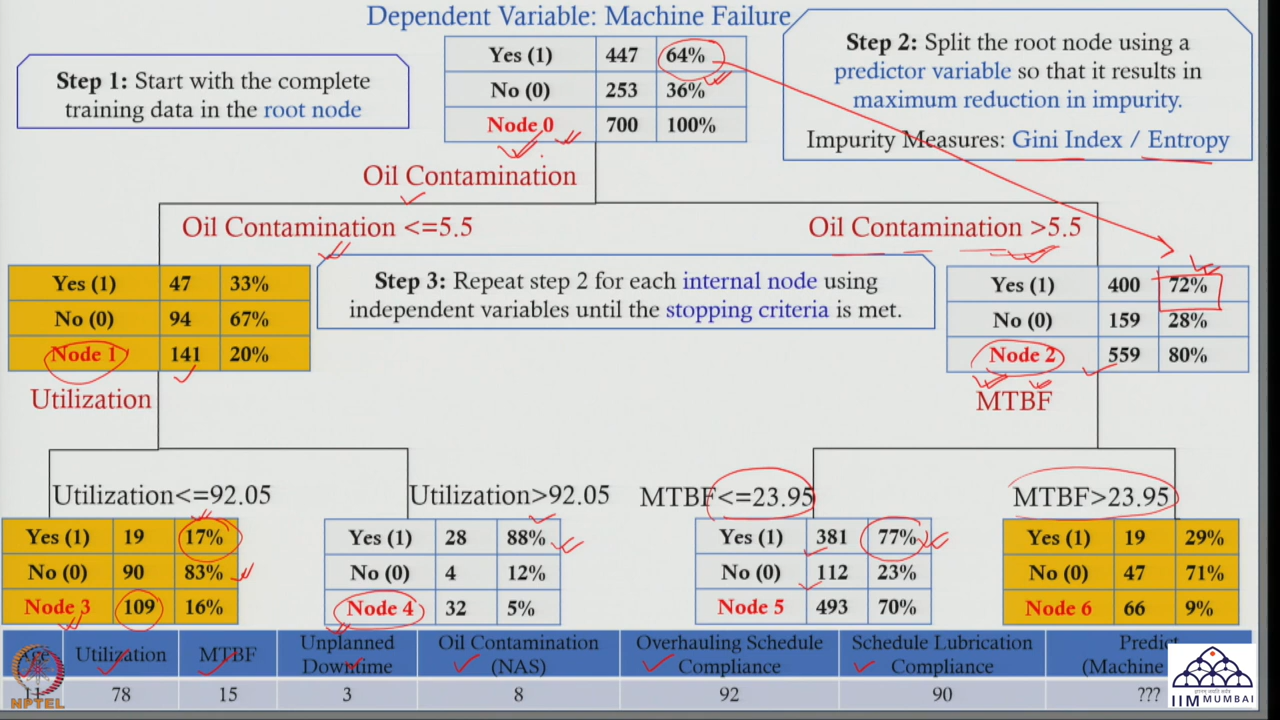 Dependent Variable: Machine Failure
Step 1: Start with the complete
training data in the root node
Yes (1) 447 64%
No (0) 253 36%
Node 0 700 100%
Step 2: Split the root node using a
predictor variable so that it results in
maximum reduction in impurity.
Impurity Measures: Gini Index / Entropy
Oil Contamination
Oil Contamination <=5.5
Oil Contamination >5.5
Yes (1) 47 33%
No (0) 94 67%
Node 1 141 20%
Step 3: Repeat step 2 for each internal node using
independent variables until the stopping criteria is met.
Yes (1) 400 72%
No (0) 159 28%
Node 2 559 80%
Utilization
MTBF
Utilization<=92.05
Utilization>92.05
MTBF<=23.95
MTBF>23.95
Yes (1) 19 17%
No (0) 90 83%
Node 3 109 16%
Yes (1) 28 88%
No (0) 4 12%
Node 4 32 5%
Yes (1) 381 77%
No (0) 112 23%
Node 5 493 70%
Yes (1) 19 29%
No (0) 47 71%
Node 6 66 9%
Utilization MTBF Unplanned Downtime Oil Contamination (NAS) Overhauling Schedule Compliance Schedule Lubrication Compliance Predict (Machine
11 78 15 3 8 92 90 ???
NPTEL
IIM MUMBAI